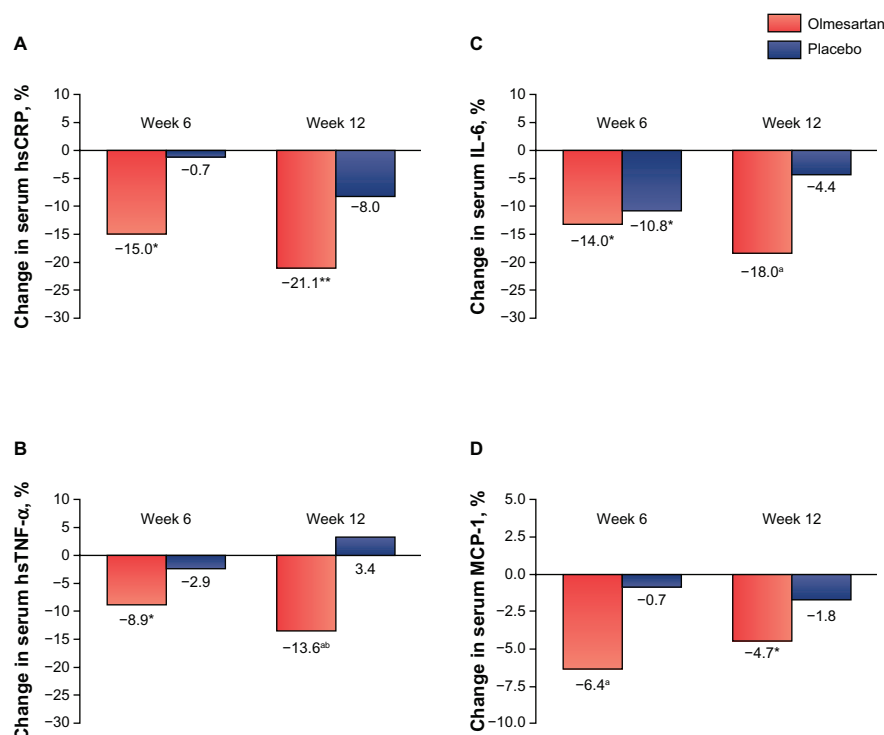 Olmesartan
Placebo
A
Change in serum hsCRP, %
10
5
0
−5
−10
−15
−20
−25
−30
Week 6
Week 12
−15.0*
−0.7
−21.1**
−8.0
C
Change in serum IL-6, %
10
5
0
−5
−10
−15
−20
−25
−30
Week 6
Week 12
−14.0*
−10.8*
−18.0ᵃ
−4.4
B
Change in serum hsTNF-α, %
10
5
0
−5
−10
−15
−20
−25
−30
Week 6
Week 12
−8.9*
−2.9
−13.6ᵃᵇ
3.4
D
Change in serum MCP-1, %
5.0
2.5
0.0
−2.5
−5.0
−7.5
−10.0
Week 6
Week 12
−6.4ᵃ
−0.7
−4.7*
−1.8